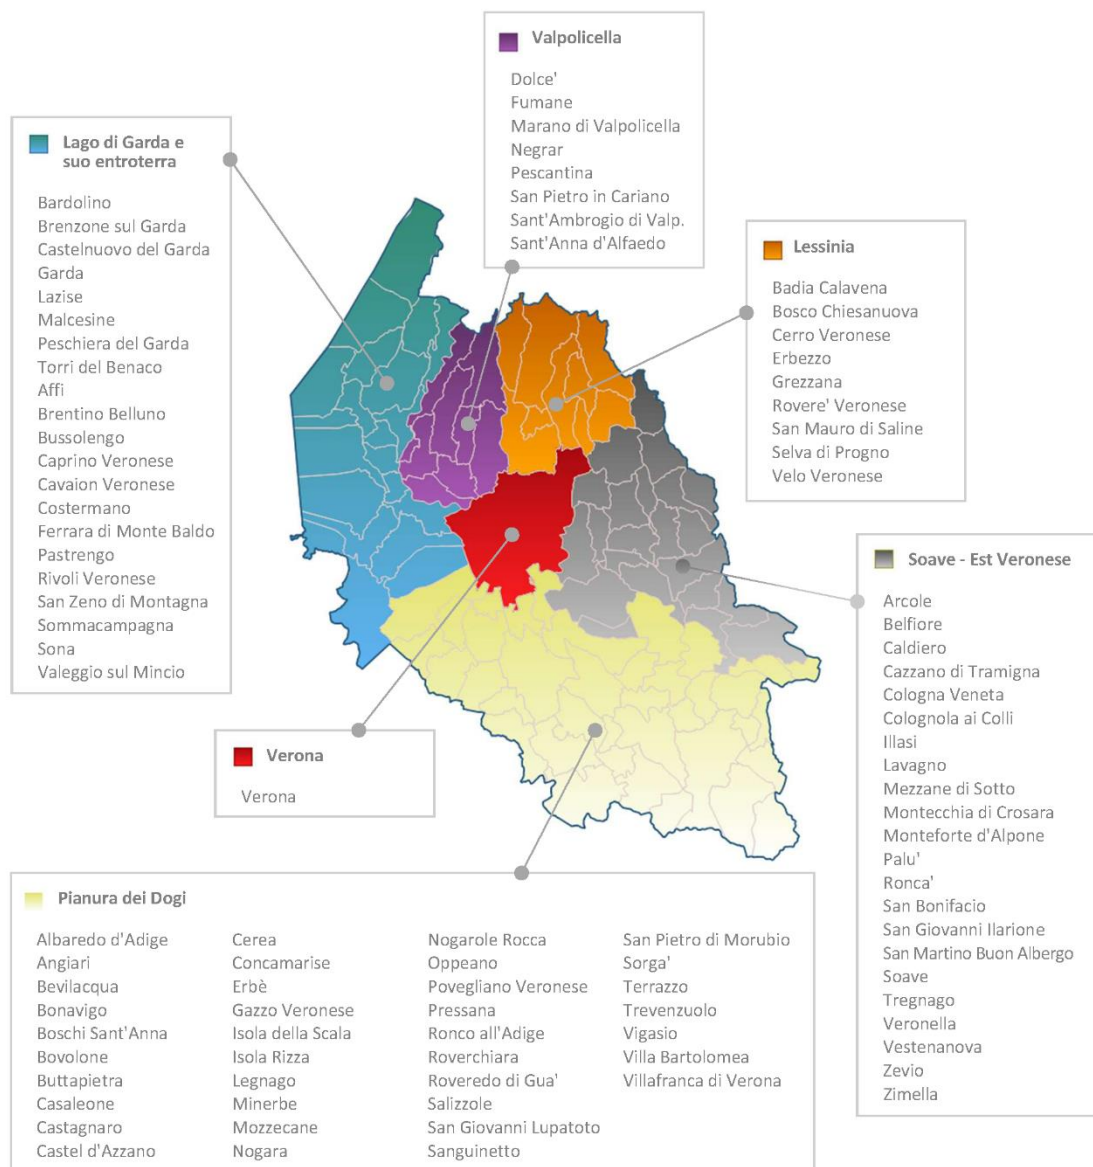 Valpolicella
Dolce'
Fumane
Marano di Valpolicella
Negrar
Pescantina
San Pietro in Cariano
Sant'Ambrogio di Valp.
Sant'Anna d'Alfaedo
Lago di Garda e
suo entroterra
Bardolino
Brenzone sul Garda
Castelnuovo del Garda
Garda
Lazise
Malcesine
Peschiera del Garda
Torri del Benaco
Affi
Brentino Belluno
Bussolengo
Caprino Veronese
Cavaion Veronese
Costermano
Ferrara di Monte Baldo
Pastrengo
Rivoli Veronese
San Zeno di Montagna
Sommacampagna
Sona
Valeggio sul Mincio
Lessinia
Badia Calavena
Bosco Chiesanuova
Cerro Veronese
Erbezzo
Grezzana
Rovere' Veronese
San Mauro di Saline
Selva di Progno
Velo Veronese
Soave - Est Veronese
Arcole
Belfiore
Caldiero
Cazzano di Tramigna
Cologna Veneta
Colognola ai Colli
Illasi
Lavagno
Mezzane di Sotto
Montecchia di Crosara
Monteforte d'Alpone
Palu'
Ronca'
San Bonifacio
San Giovanni Ilarione
San Martino Buon Albergo
Soave
Tregnago
Veronella
Vestenanova
Zevio
Zimella
Verona
Verona
Pianura dei Dogi
Albaredo d'Adige
Angiari
Bevilacqua
Bonavigo
Boschi Sant'Anna
Bovolone
Buttapietra
Casaleone
Castagnaro
Castel d'Azzano
Cerea
Concamarise
Erbè
Gazzo Veronese
Isola della Scala
Isola Rizza
Legnago
Minerbe
Mozzecane
Nogara
Nogarole Rocca
Oppeano
Povegliano Veronese
Pressana
Ronco all'Adige
Roverchiara
Roveredo di Gua'
Salizzole
San Giovanni Lupatoto
Sanguinetto
San Pietro di Morubio
Sorga'
Terrazzo
Trevenzuolo
Vigasio
Villa Bartolomea
Villafranca di Verona